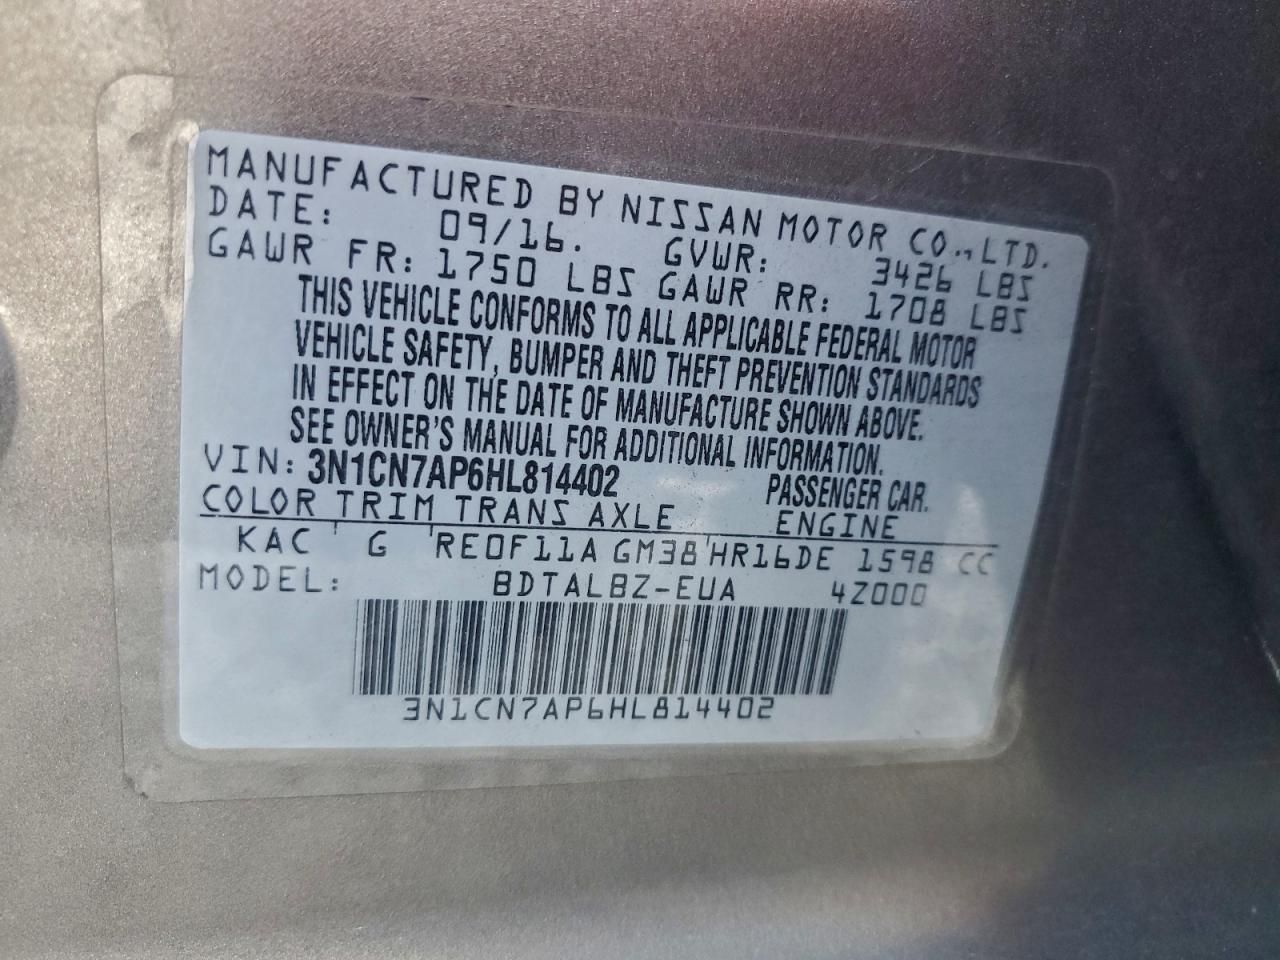 MANUFACTURED BY NISSAN MOTOR CO., LTD.
DATE: 09/16. GVWR: 3426 LBS
GAWR FR: 1750 LBS GAWR RR: 1708 LBS
THIS VEHICLE CONFORMS TO ALL APPLICABLE FEDERAL MOTOR
VEHICLE SAFETY, BUMPER AND THEFT PREVENTION STANDARDS
IN EFFECT ON THE DATE OF MANUFACTURE SHOWN ABOVE.
SEE OWNER'S MANUAL FOR ADDITIONAL INFORMATION.
VIN: 3N1CN7AP6HL814402 PASSENGER CAR.
COLOR TRIM TRANS AXLE ENGINE
KAC G RE0F11A GM38 HR16DE 1598 CC
MODEL: BDTALBZ-EUA 4Z000
3N1CN7AP6HL814402